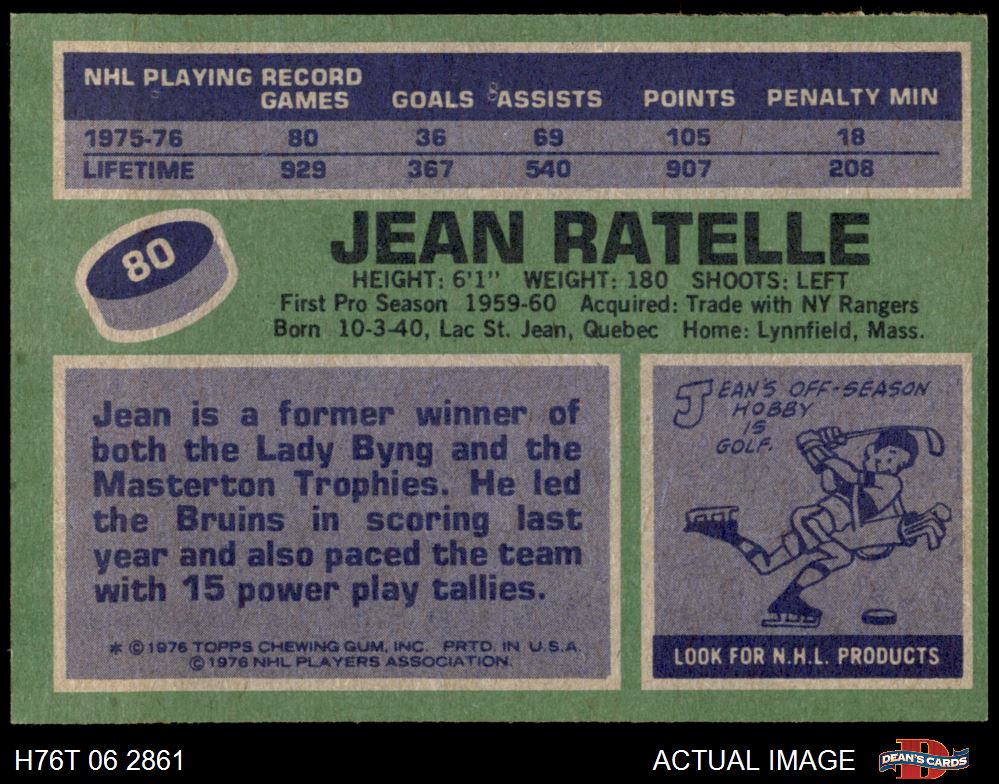 NHL PLAYING RECORD
GAMES GOALS ASSISTS POINTS PENALTY MIN
1975-76 80 36 69 105 18
LIFETIME 929 367 540 907 208
80
JEAN RATELLE
HEIGHT: 6'1" WEIGHT: 180 SHOOTS: LEFT
First Pro Season 1959-60 Acquired: Trade with NY Rangers
Born 10-3-40, Lac St. Jean, Quebec Home: Lynnfield, Mass.
Jean is a former winner of
both the Lady Byng and the
Masterton Trophies. He led
the Bruins in scoring last
year and also paced the team
with 15 power play tallies.
* © 1976 TOPPS CHEWING GUM, INC. PRTD. IN U.S.A.
© 1976 NHL PLAYERS ASSOCIATION.
JEAN'S OFF-SEASON
HOBBY
IS
GOLF.
LOOK FOR N.H.L. PRODUCTS
H76T 06 2861
ACTUAL IMAGE
D
DEAN'S CARDS